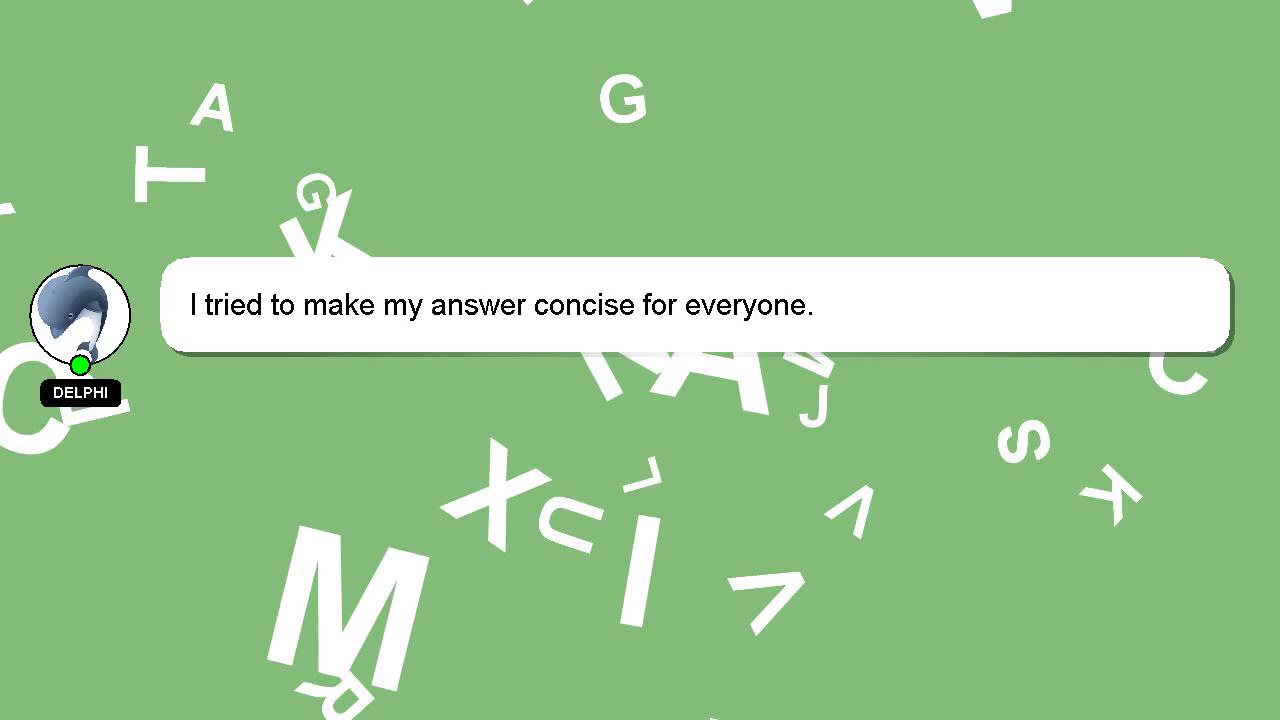 A
G
T
G
K
I tried to make my answer concise for everyone.
DELPHI
C
A
J
C
S
K
X
L
U
I
V
V
M
R